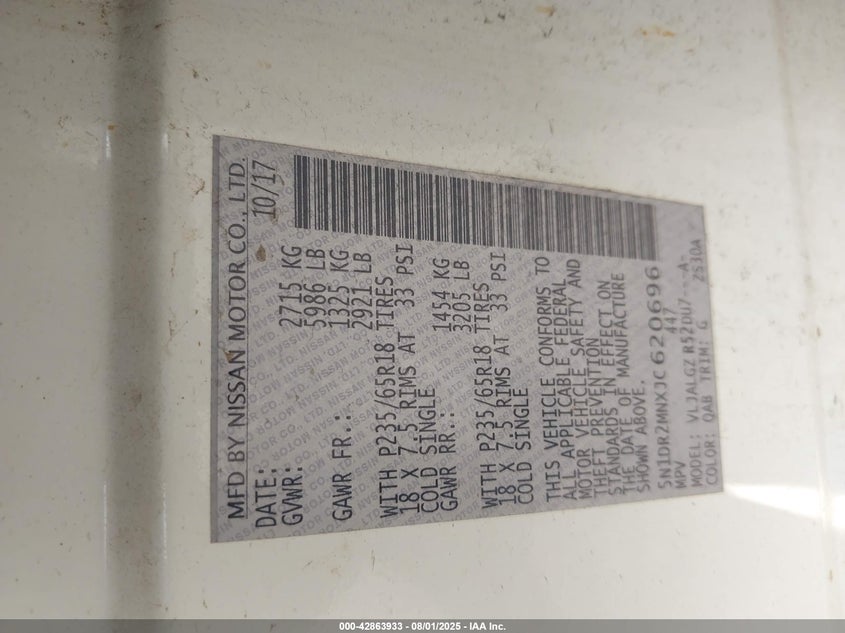 MFD BY NISSAN MOTOR CO., LTD.
DATE: 10/17
GVWR: 2715 KG
5986 LB
GAWR FR.: 1325 KG
2921 LB
WITH P235/65R18 TIRES
18 X 7.5 RIMS AT 33 PSI
COLD SINGLE
GAWR RR.: 1454 KG
3205 LB
WITH P235/65R18 TIRES
18 X 7.5 RIMS AT 33 PSI
COLD SINGLE
THIS VEHICLE CONFORMS TO
ALL APPLICABLE FEDERAL
MOTOR VEHICLE SAFETY AND
THEFT PREVENTION
STANDARDS IN EFFECT ON
THE DATE OF MANUFACTURE
SHOWN ABOVE.
5N1DR2MNXJC620696
MPV 447
MODEL: VLJALGZ R52DU7---A-
COLOR: QAB TRIM: G 2S30A
000-42863933 - 08/01/2025 - IAA Inc.